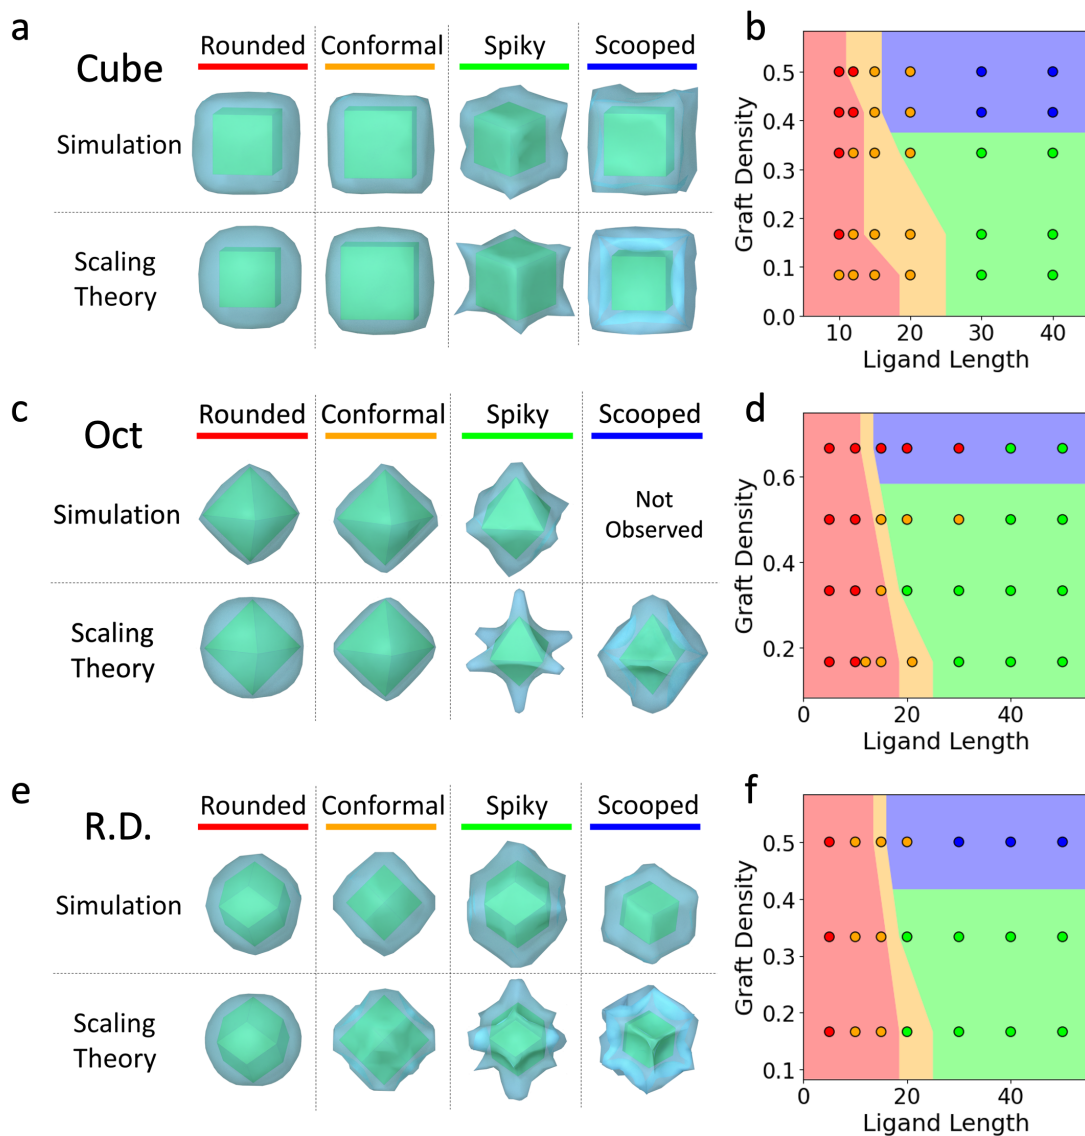 a
Cube
Rounded Conformal Spiky Scooped
Simulation
Scaling
Theory
b
Graft Density
0.5
0.4
0.3
0.2
0.1
0.0
10 20 30 40
Ligand Length
c
Oct
Rounded Conformal Spiky Scooped
Simulation
Not
Observed
Scaling
Theory
d
Graft Density
0.6
0.4
0.2
0 20 40
Ligand Length
e
R.D.
Rounded Conformal Spiky Scooped
Simulation
Scaling
Theory
f
Graft Density
0.5
0.4
0.3
0.2
0.1
0 20 40
Ligand Length